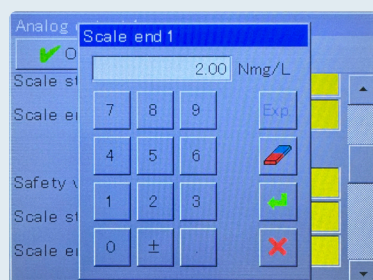 Analog
Scale end 1
O
2.00 Nmg/L
Scale st
Scale e
7 8 9 Exp.
4 5 6
Safety v
1 2 3
Scale st
Scale e
0 ± .